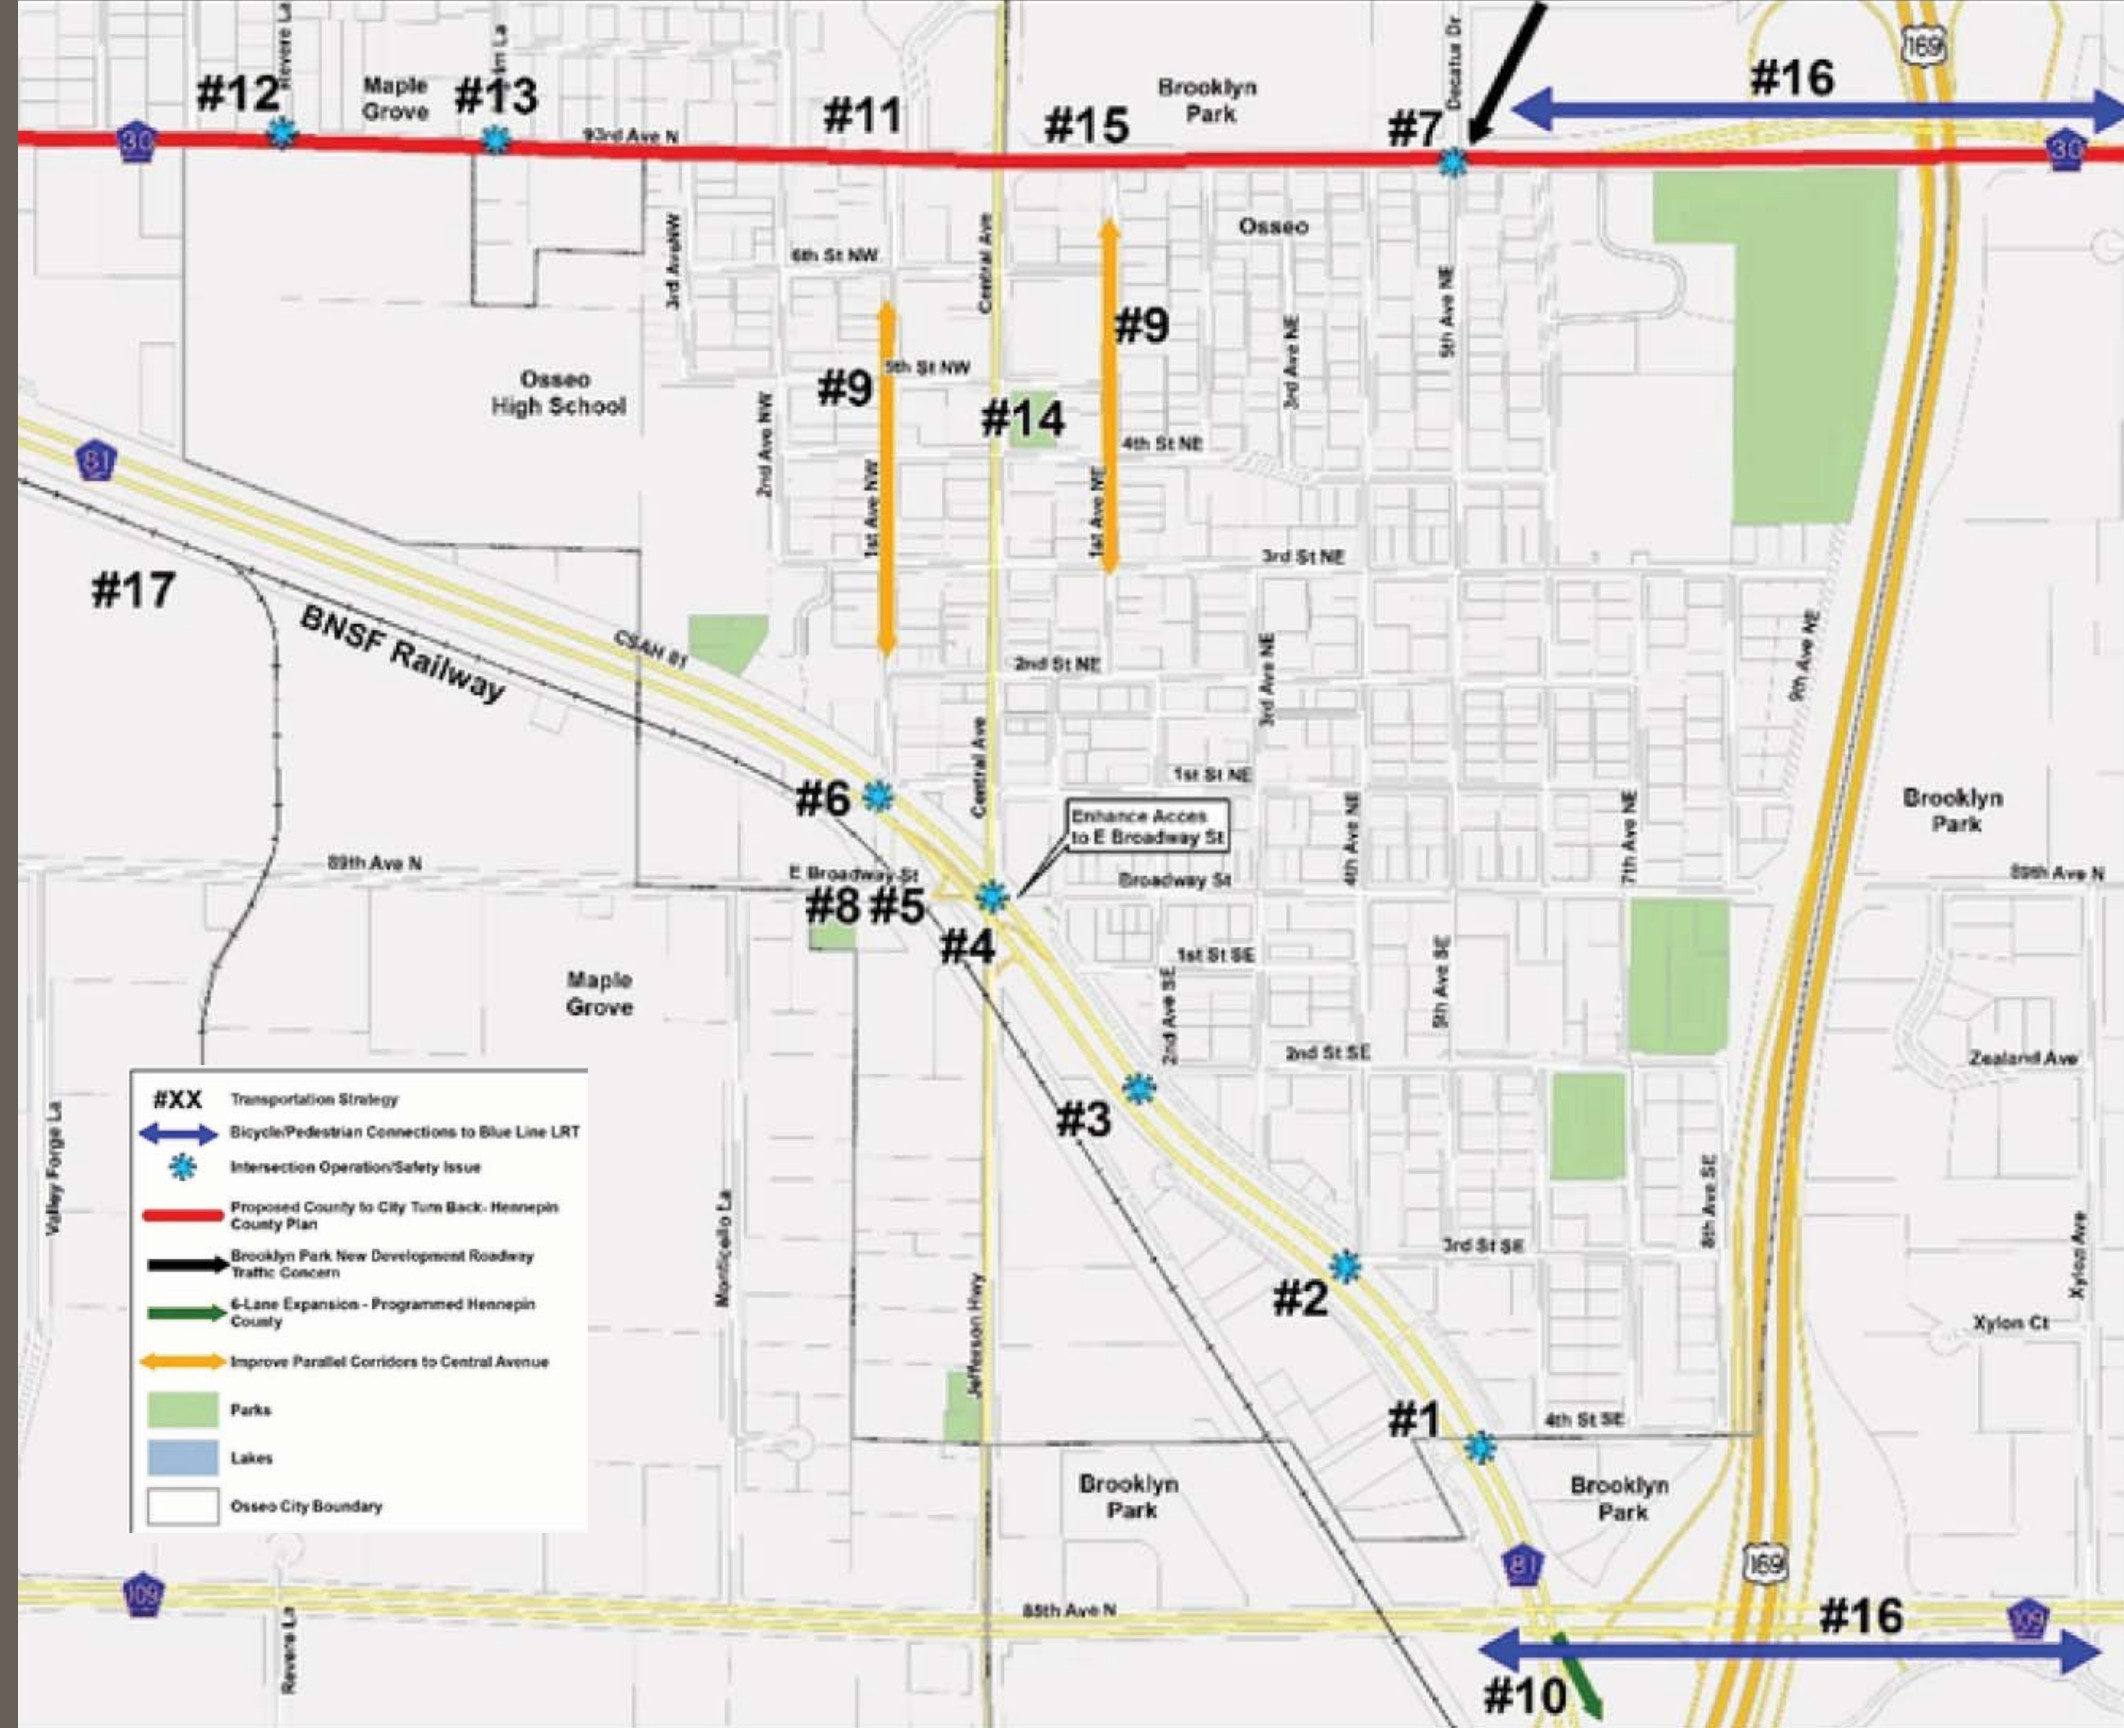 Revere La
#12
Maple
Grove
#13
#11
#15
Brooklyn
Park
#7
Decatur Dr
#16
169
30
93rd Ave N
30
3rd AveNW
6th St NW
Central Ave
Osseo
5th Ave NE
Osseo
High School
#9
5th St NW
#9
#14
3rd Ave NE
4th St NE
81
2nd Ave NW
1st Ave NW
1st Ave NE
3rd St NE
#17
BNSF Railway
CSAH 81
2nd St NE
3rd Ave NE
9th Ave NE
Central Ave
1st St NE
#6
Enhance Acces
to E Broadway St
4th Ave NE
7th Ave NE
Brooklyn
Park
89th Ave N
E Broadway St
#8 #5
Broadway St
89th Ave N
#4
1st St SE
Maple
Grove
2nd Ave SE
5th Ave SE
2nd St SE
Zealand Ave
#3
#XX Transportation Strategy
Bicycle/Pedestrian Connections to Blue Line LRT
Intersection Operation/Safety Issue
Proposed County to City Turn Back- Hennepin
County Plan
Brooklyn Park New Development Roadway
Traffic Concern
6-Lane Expansion - Programmed Hennepin
County
Improve Parallel Corridors to Central Avenue
Parks
Lakes
Osseo City Boundary
Valley Forge La
Monticello La
Jefferson Hwy
8th Ave SE
3rd St SE
#2
Xylon Ave
Xylon Ct
#1
4th St SE
Brooklyn
Park
Brooklyn
Park
81
169
109
Revere La
85th Ave N
#16
109
#10